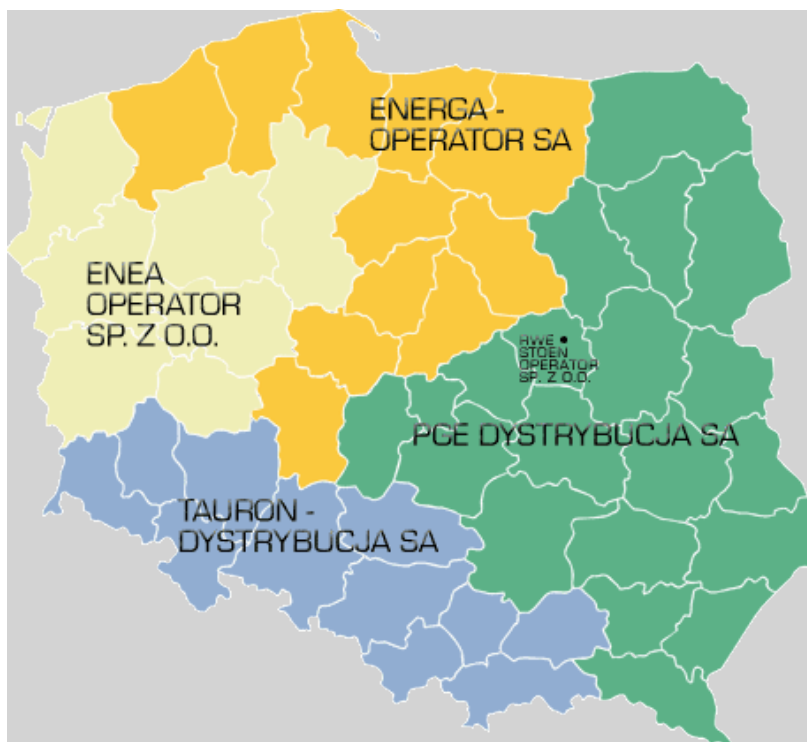 ENERGA -
OPERATOR SA
ENEA
OPERATOR
SP. Z O.O.
RWE
STOEN
OPERATOR
SP. Z O.O.
PGE DYSTRYBUCJA SA
TAURON -
DYSTRYBUCJA SA